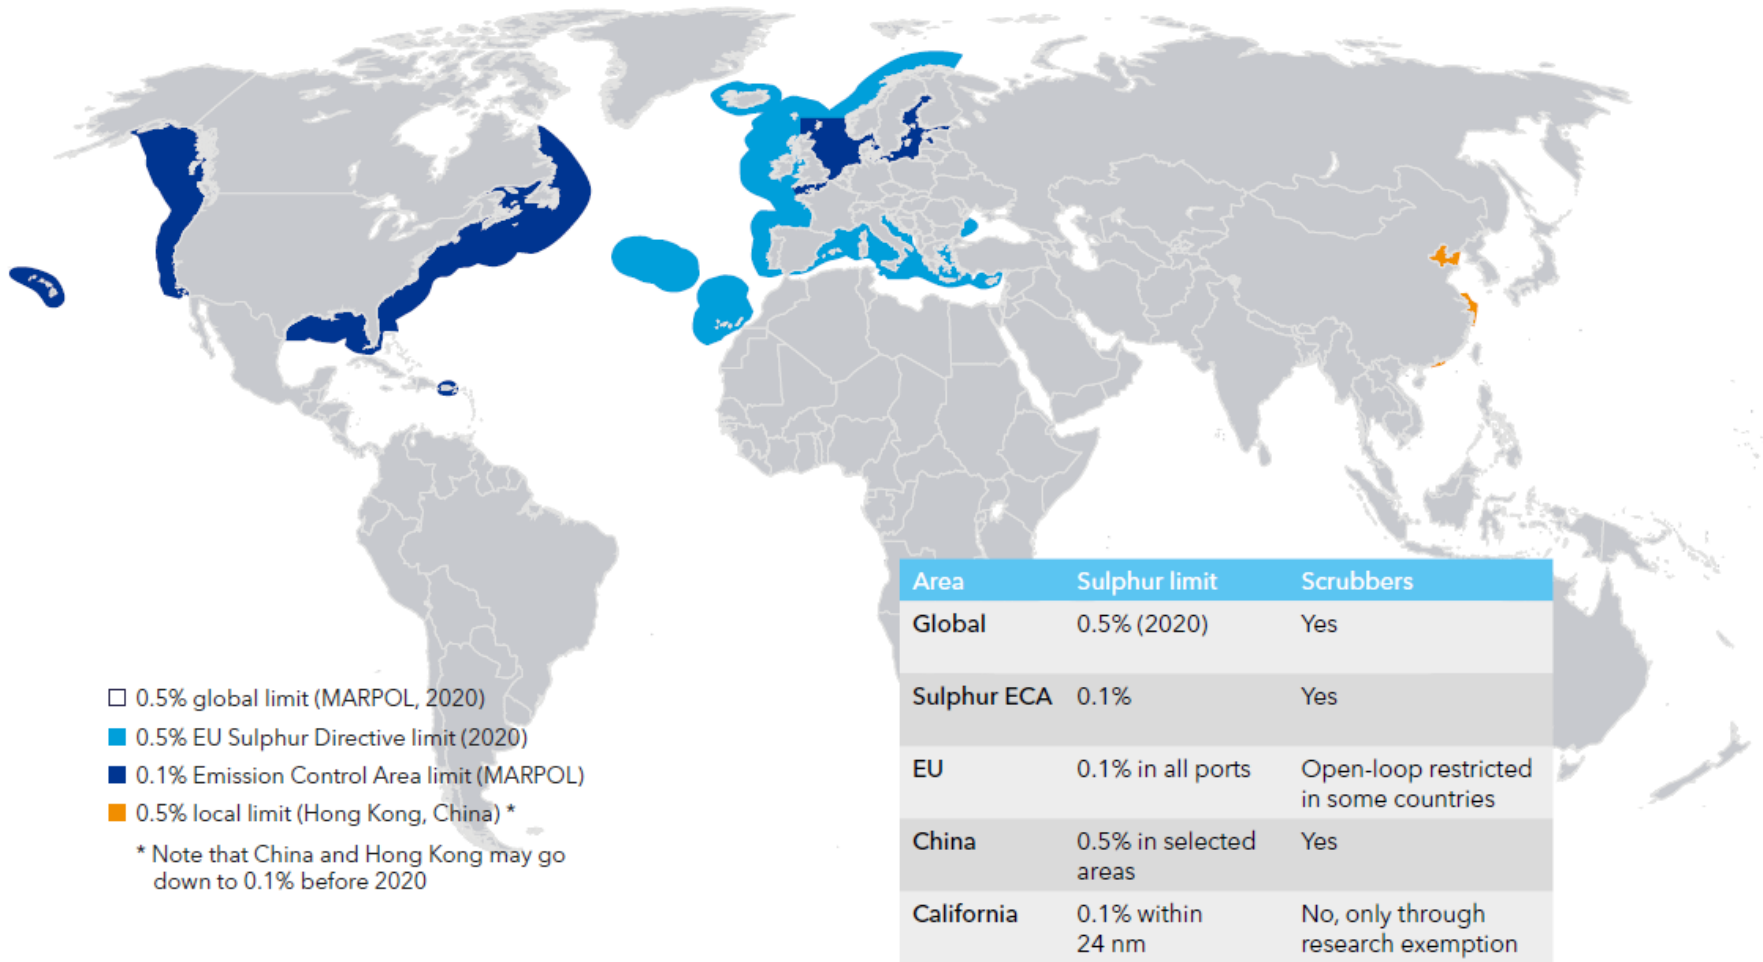 Area Sulphur limit Scrubbers
Global 0.5% (2020) Yes
Sulphur ECA 0.1% Yes
EU 0.1% in all ports Open-loop restricted
in some countries
China 0.5% in selected Yes
areas
California 0.1% within No, only through
24 nm research exemption
0.5% global limit (MARPOL, 2020)
0.5% EU Sulphur Directive limit (2020)
0.1% Emission Control Area limit (MARPOL)
0.5% local limit (Hong Kong, China) *
* Note that China and Hong Kong may go
down to 0.1% before 2020